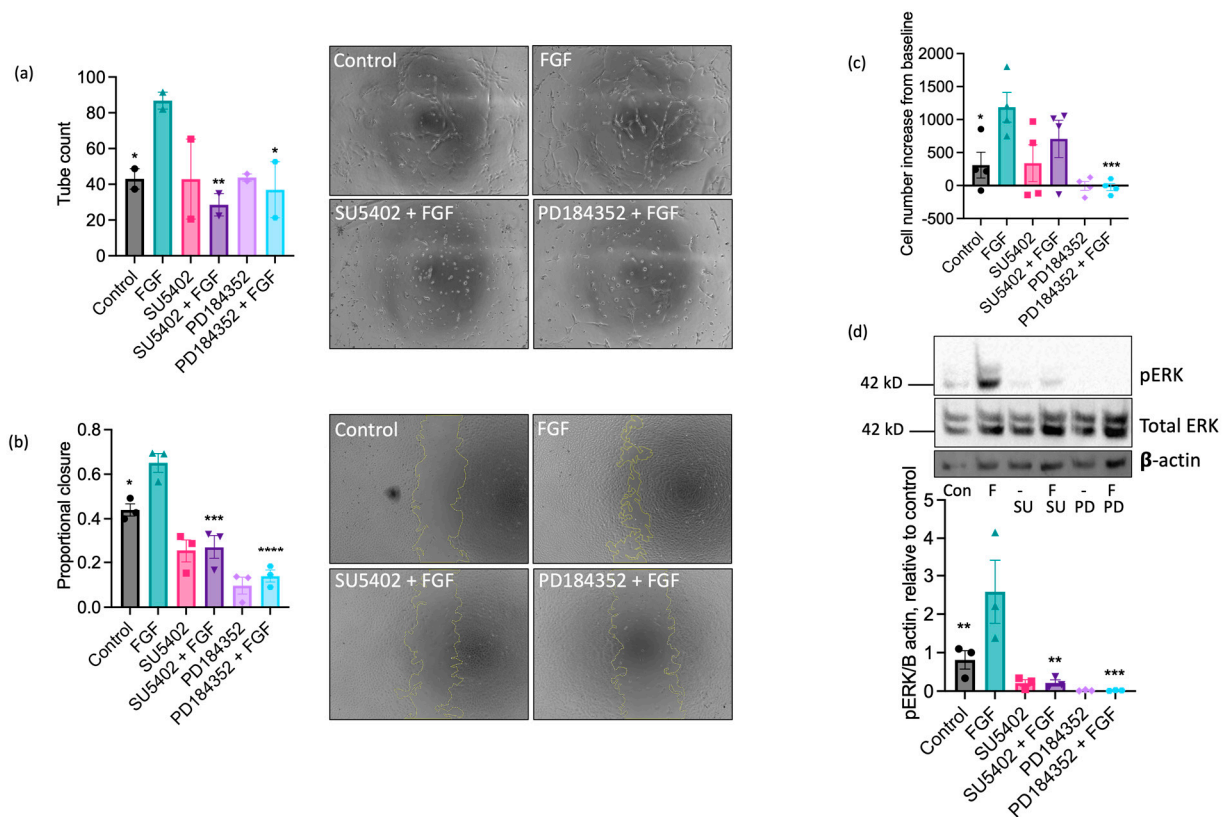 (a)
Tube count
100
80
60
40
20
0
*
**
*
Control
FGF
SU5402
SU5402 + FGF
PD184352
PD184352 + FGF
Control
FGF
SU5402 + FGF
PD184352 + FGF
(b)
Proportional closure
0.8
0.6
0.4
0.2
0.0
*
***
****
Control
FGF
SU5402
SU5402 + FGF
PD184352
PD184352 + FGF
Control
FGF
SU5402 + FGF
PD184352 + FGF
(c)
Cell number increase from baseline
2000
1500
1000
500
0
-500
*
***
Control
FGF
SU5402
SU5402 + FGF
PD184352
PD184352 + FGF
(d)
42 kD
pERK
42 kD
Total ERK
β-actin
Con F - F - F
SU SU PD PD
pERK/B actin, relative to control
5
4
3
2
1
0
**
**
***
Control
FGF
SU5402
SU5402 + FGF
PD184352
PD184352 + FGF